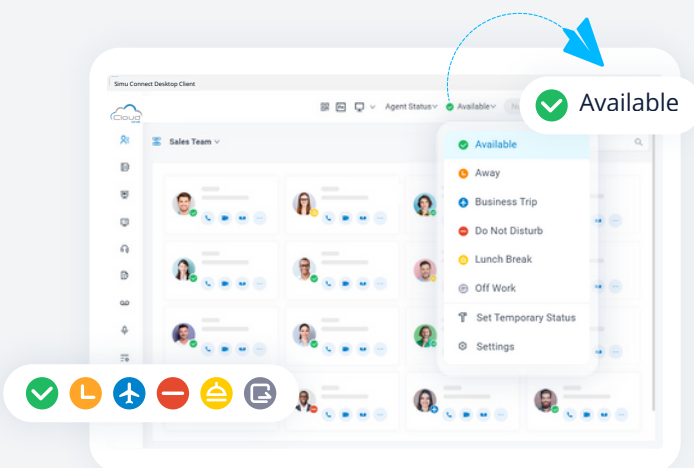 Simu Connect Desktop Client
Cloud
Agent Status
Available
Available
Sales Team
Available
Away
Business Trip
Do Not Disturb
Lunch Break
Off Work
Set Temporary Status
Settings